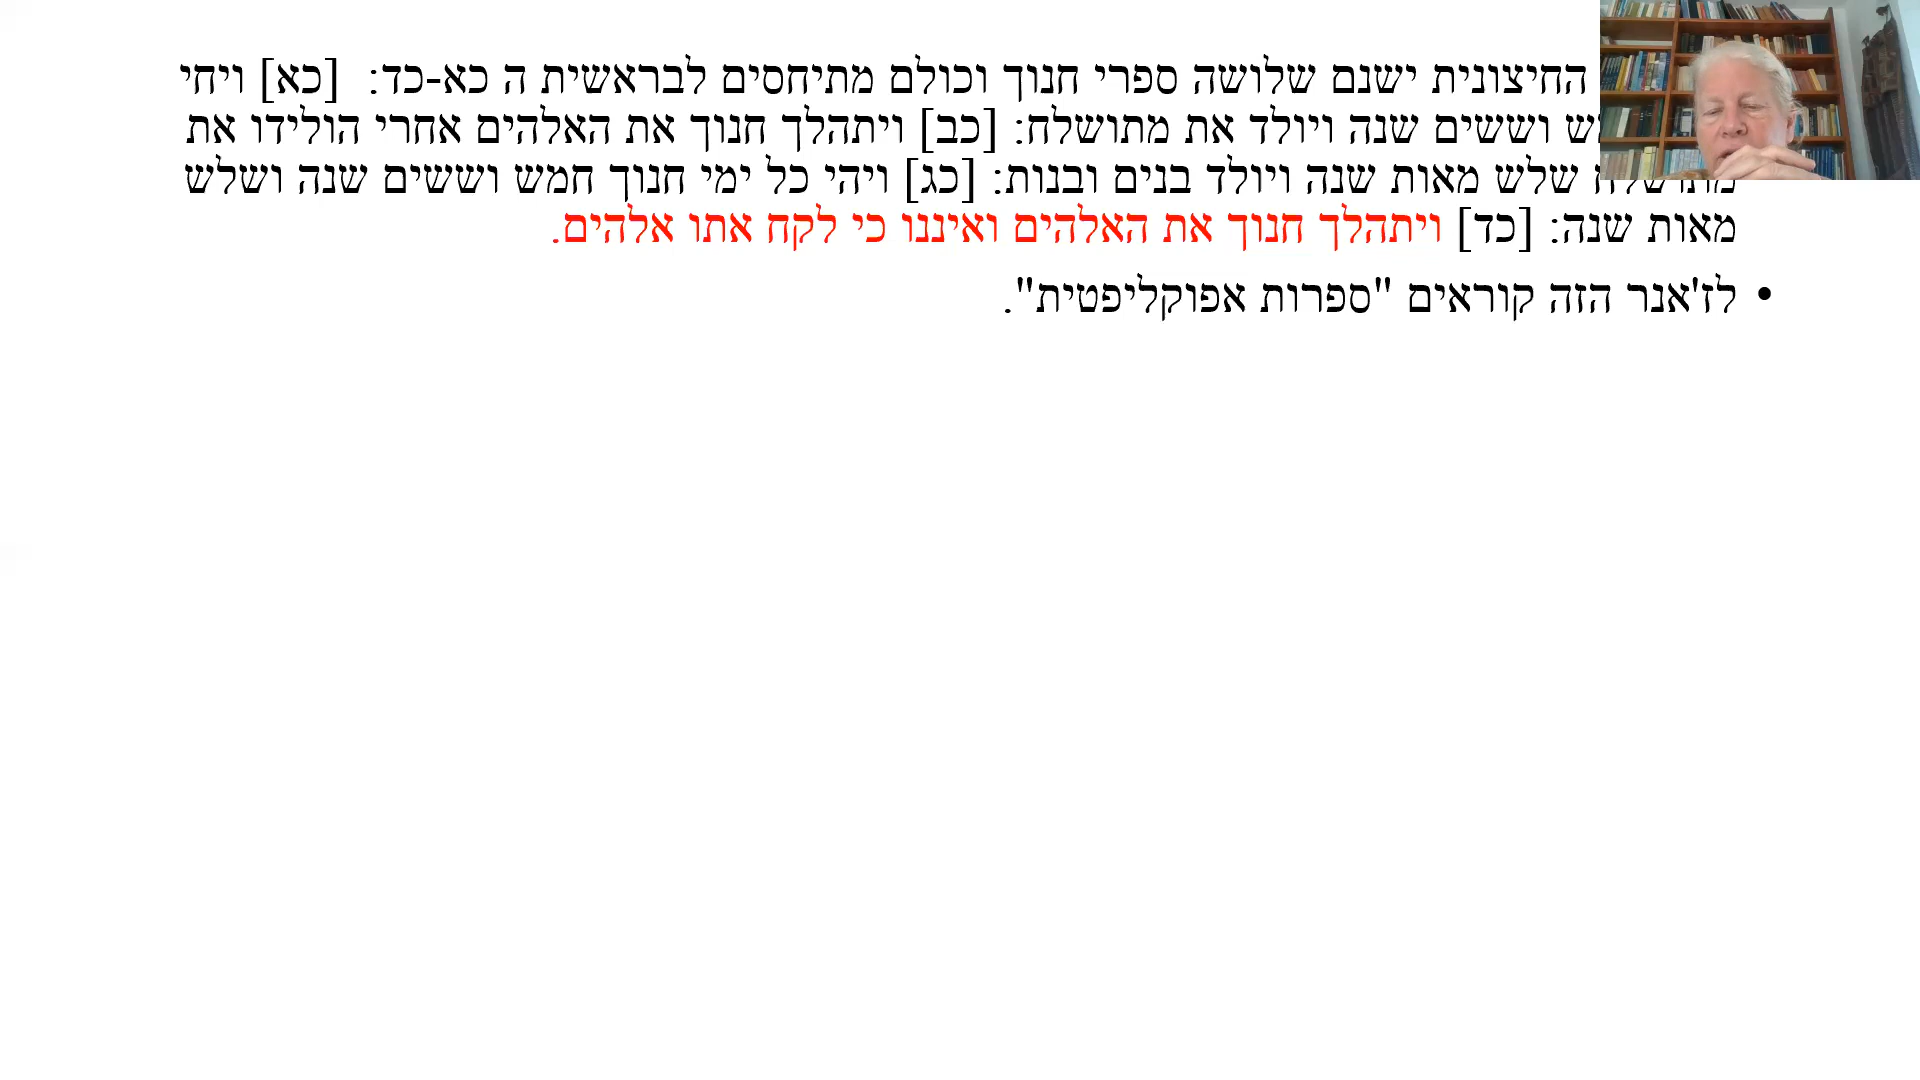 החיצונית ישנם שלושה ספרי חנוך וכולם מתיחסים לבראשית ה כא-כד: [כא] ויחי
וששים שנה ויולד את מתושלח: [כב] ויתהלך חנוך את האלהים אחרי הולידו את
מתושלח שלש מאות שנה ויולד בנים ובנות: [כג] ויהי כל ימי חנוך חמש וששים שנה ושלש
מאות שנה: [כד] ויתהלך חנוך את האלהים ואיננו כי לקח אתו אלהים.
• לז'אנר הזה קוראים "ספרות אפוקליפטית".